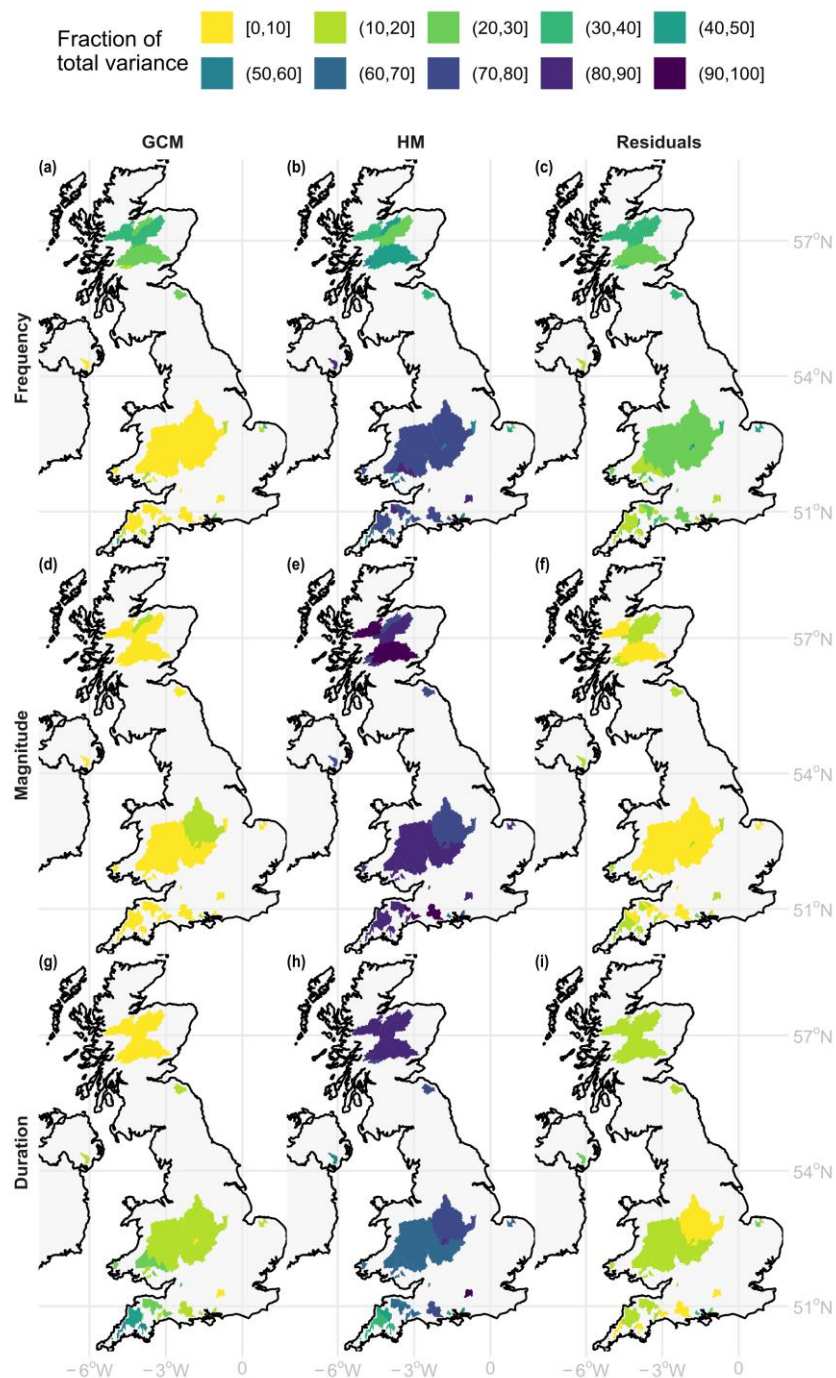 Fraction of
total variance
[0,10] (10,20] (20,30] (30,40] (40,50]
(50,60] (60,70] (70,80] (80,90] (90,100]
GCM HM Residuals
(a) (b) (c)
57°N
Frequency
54°N
51°N
(d) (e) (f)
57°N
Magnitude
54°N
51°N
(g) (h) (i)
57°N
Duration
54°N
51°N
−6°W −3°W 0 −6°W −3°W 0 −6°W −3°W 0